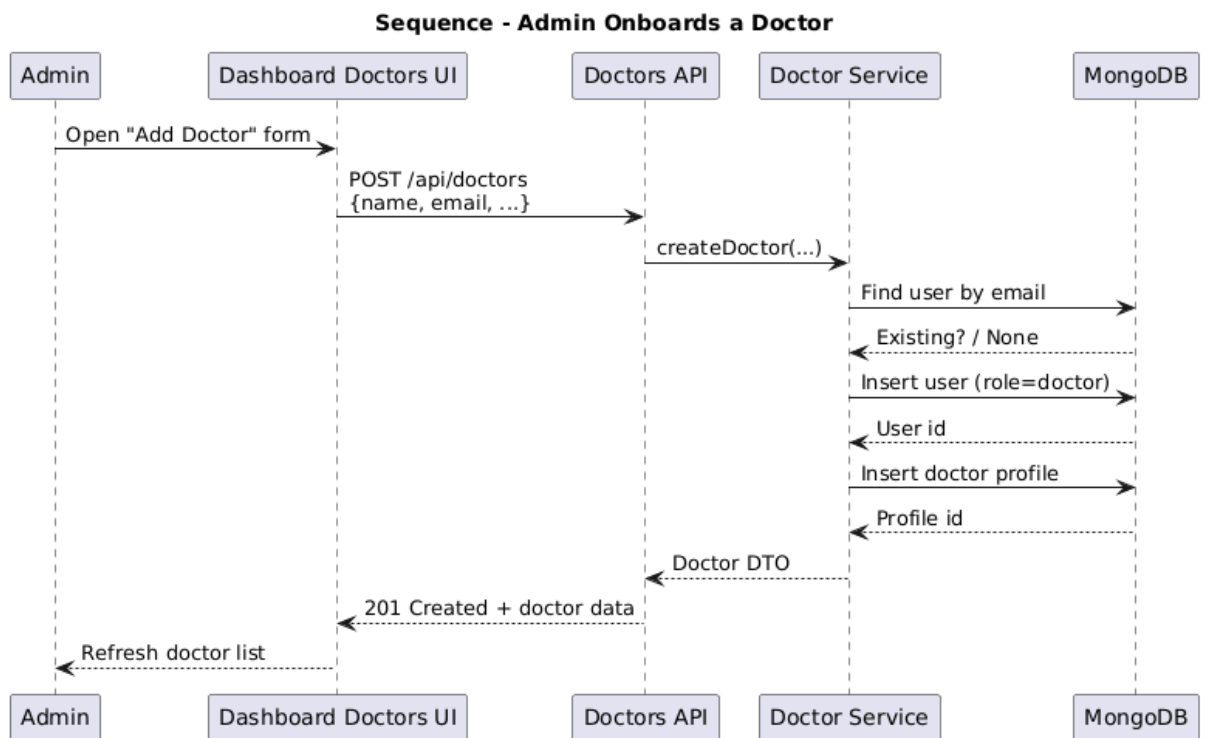 Sequence - Admin Onboards a Doctor
Admin
Dashboard Doctors UI
Doctors API
Doctor Service
MongoDB
Open "Add Doctor" form
POST /api/doctors
{name, email, ...}
createDoctor(...)
Find user by email
Existing? / None
Insert user (role=doctor)
User id
Insert doctor profile
Profile id
Doctor DTO
201 Created + doctor data
Refresh doctor list
Admin
Dashboard Doctors UI
Doctors API
Doctor Service
MongoDB